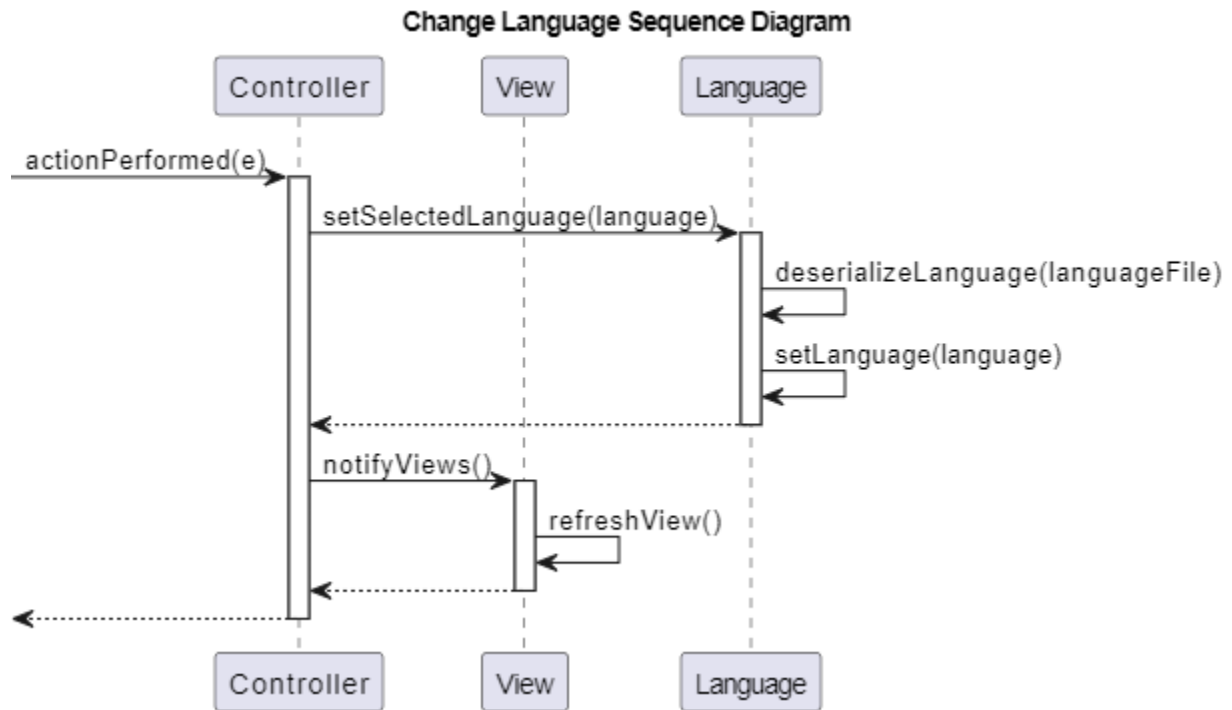 Change Language Sequence Diagram
Controller
View
Language
actionPerformed(e)
setSelectedLanguage(language)
deserializeLanguage(languageFile)
setLanguage(language)
notifyViews()
refreshView()
Controller
View
Language